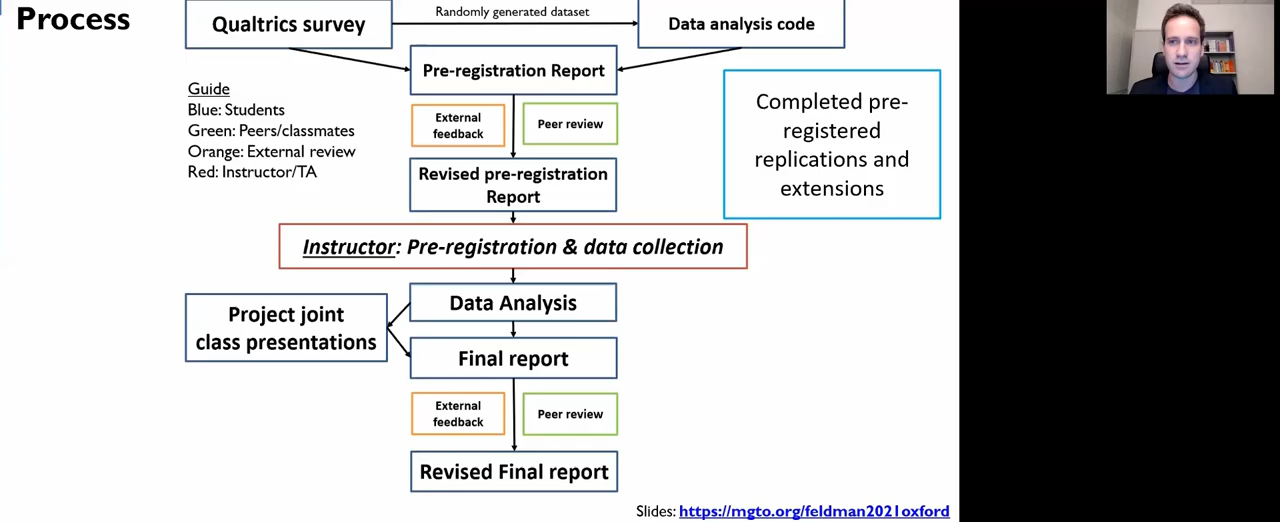 Process
Qualtrics survey
Randomly generated dataset
Data analysis code
Pre-registration Report
Guide
Blue: Students
Green: Peers/classmates
Orange: External review
Red: Instructor/TA
External
feedback
Peer review
Completed pre-
registered
replications and
extensions
Revised pre-registration
Report
Instructor: Pre-registration & data collection
Data Analysis
Project joint
class presentations
Final report
External
feedback
Peer review
Revised Final report
Slides: https://mgto.org/feldman2021oxford